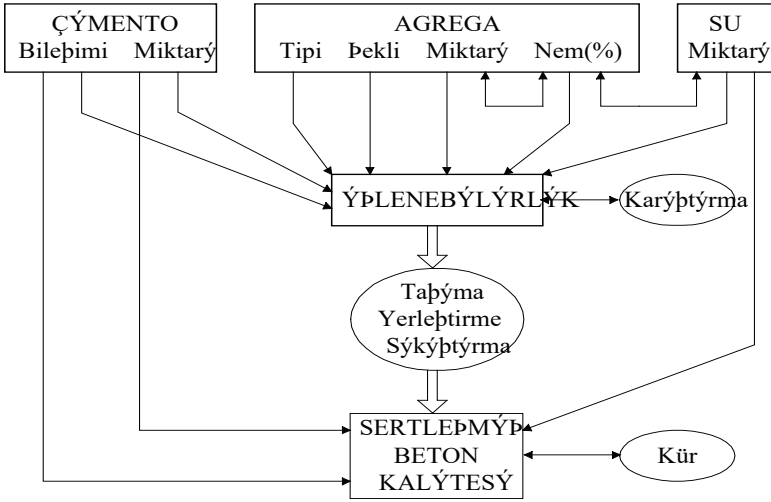 ÇÝMENTO
Bileþimi Miktarý
AGREGA
Tipi Þekli Miktarý Nem(%)
SU
Miktarý
ÝÞLENEBÝLÝRLÝK
Karýþtýrma
Taþýma
Yerleþtirme
Sýkýþtýrma
SERTLEÞMÝÞ
BETON
KALÝTESÝ
Kür